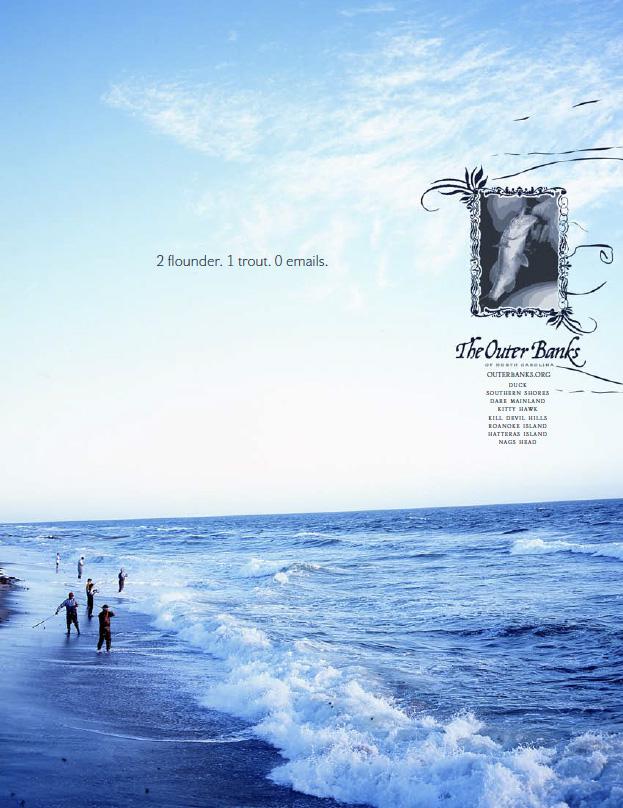 2 flounder. 1 trout. 0 emails.
The Outer Banks
OF NORTH CAROLINA
OUTERBANKS.ORG
DUCK
SOUTHERN SHORES
DARE MAINLAND
KITTY HAWK
KILL DEVIL HILLS
ROANOKE ISLAND
HATTERAS ISLAND
NAGS HEAD